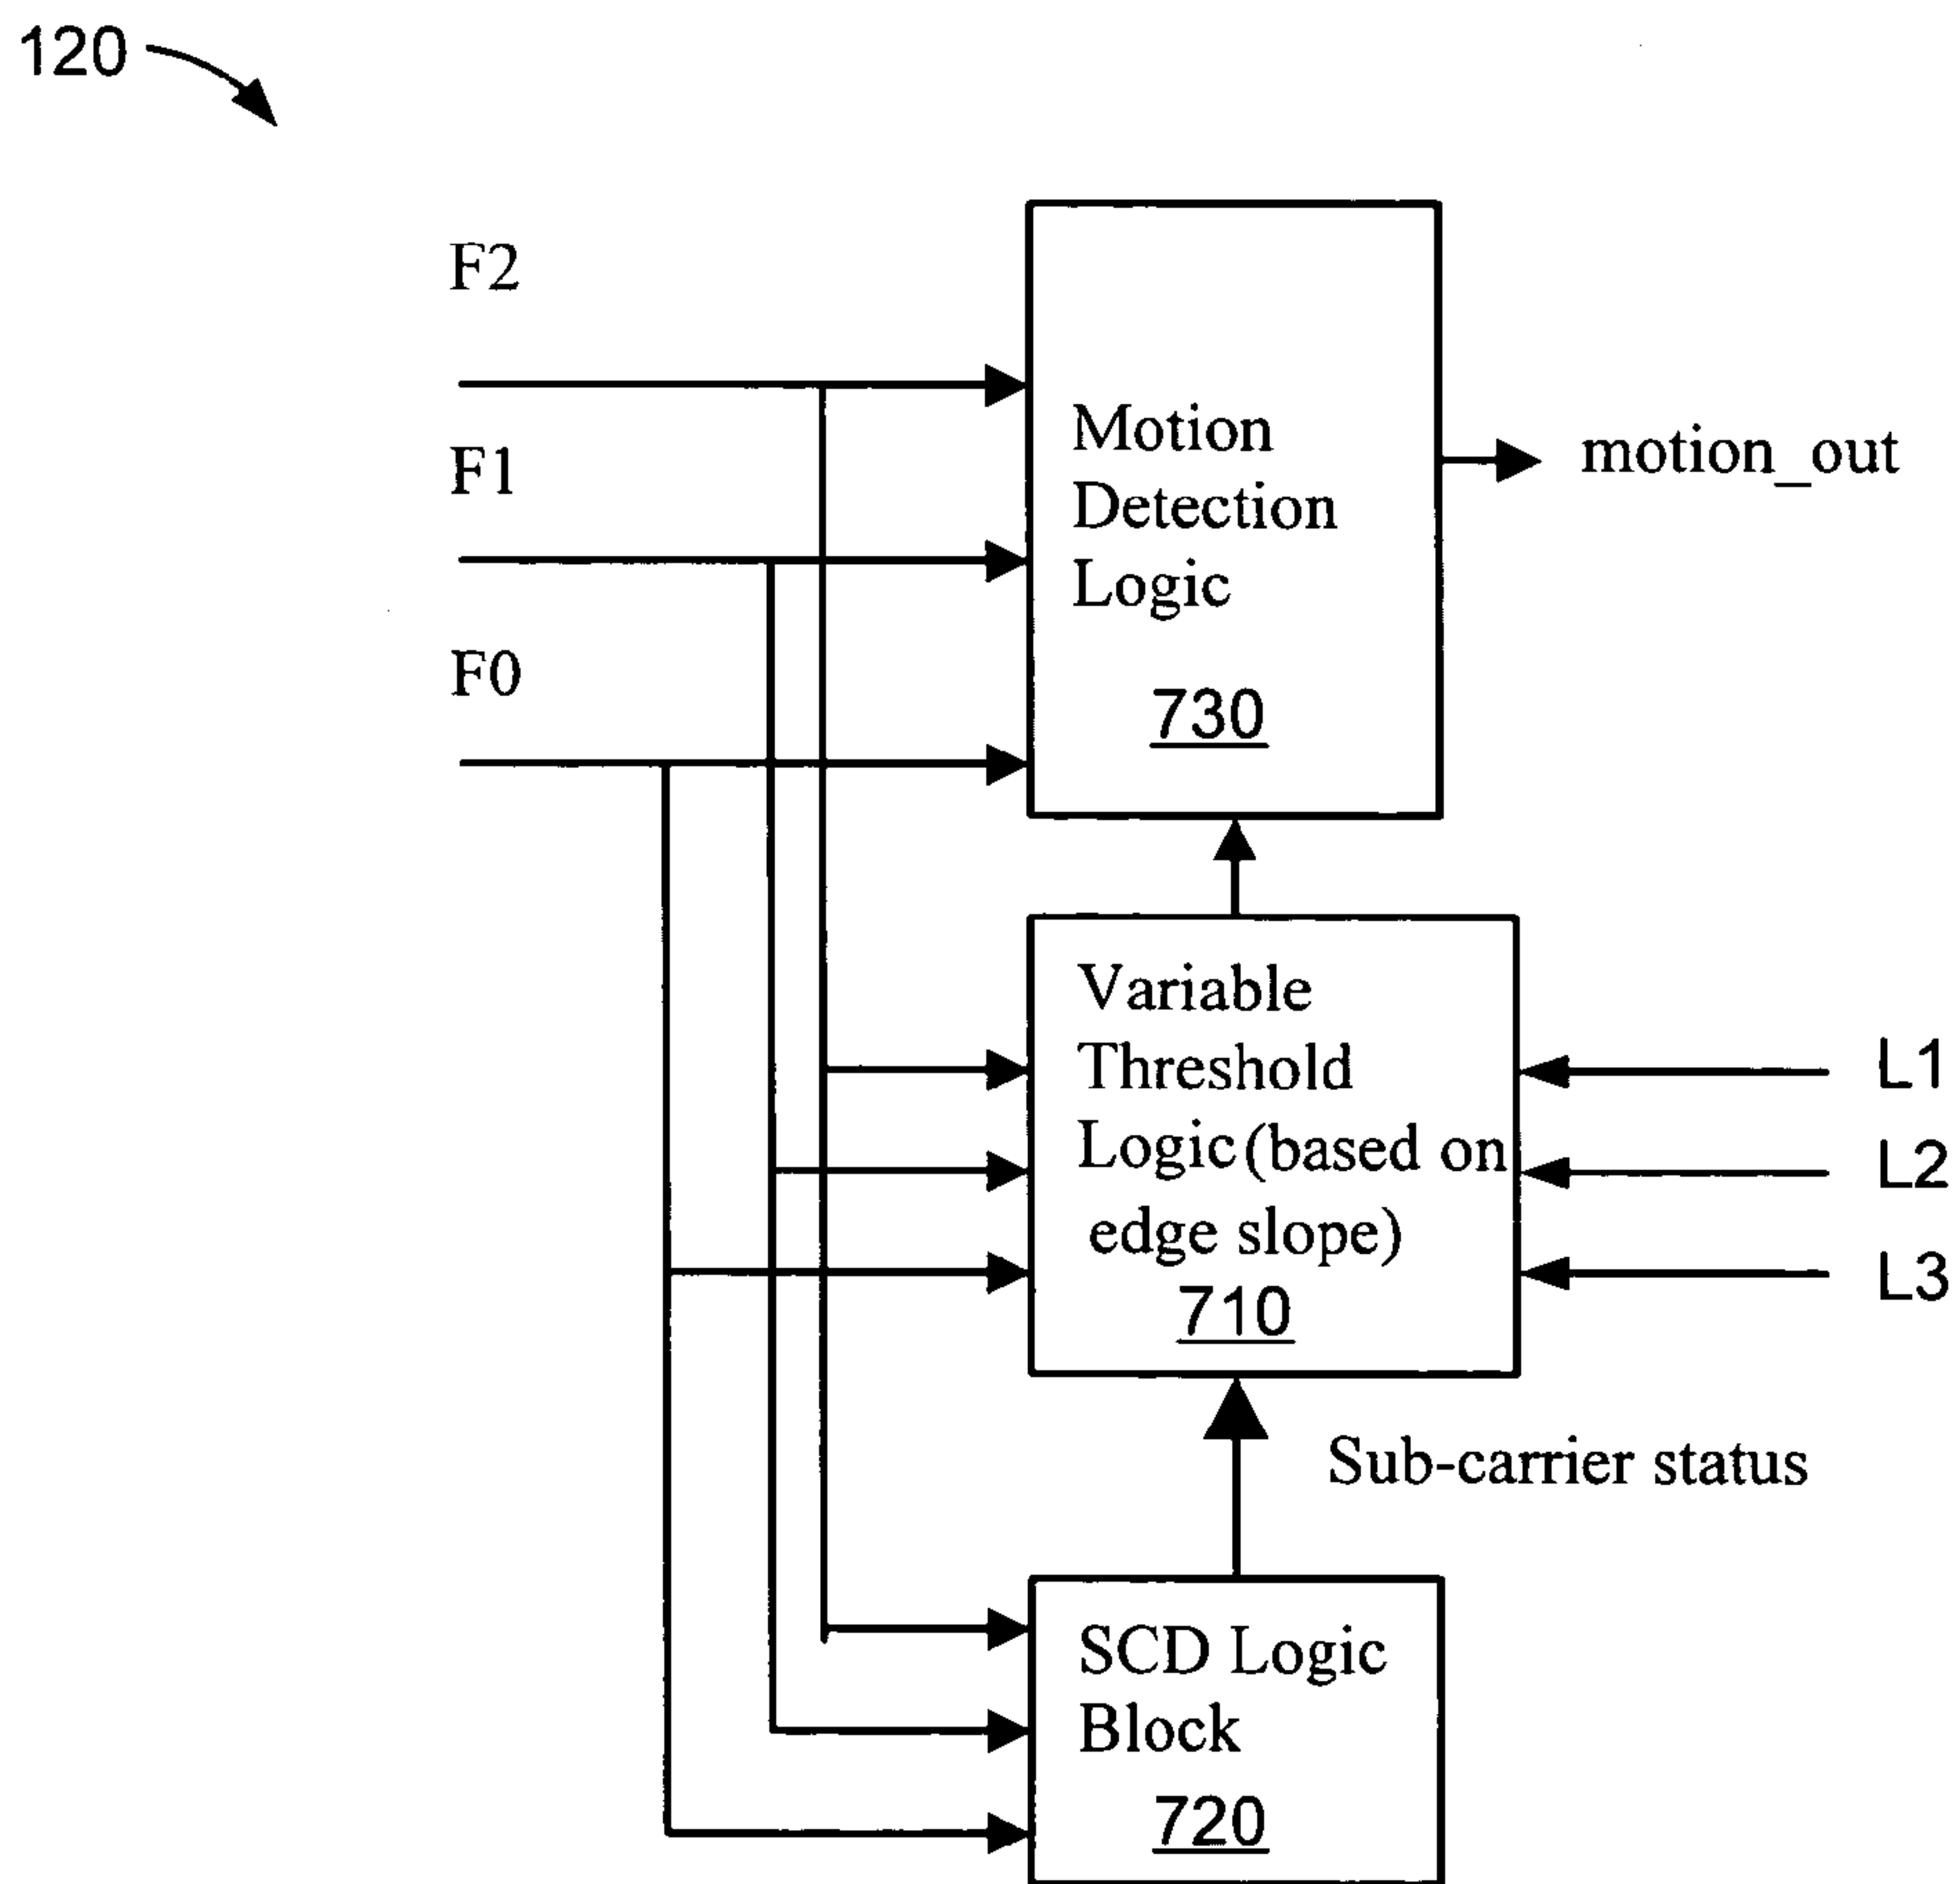 120
F2
F1
F0
Motion
Detection
Logic
730
motion_out
Variable
Threshold
Logic (based on
edge slope)
710
L1
L2
L3
Sub-carrier status
SCD Logic
Block
720